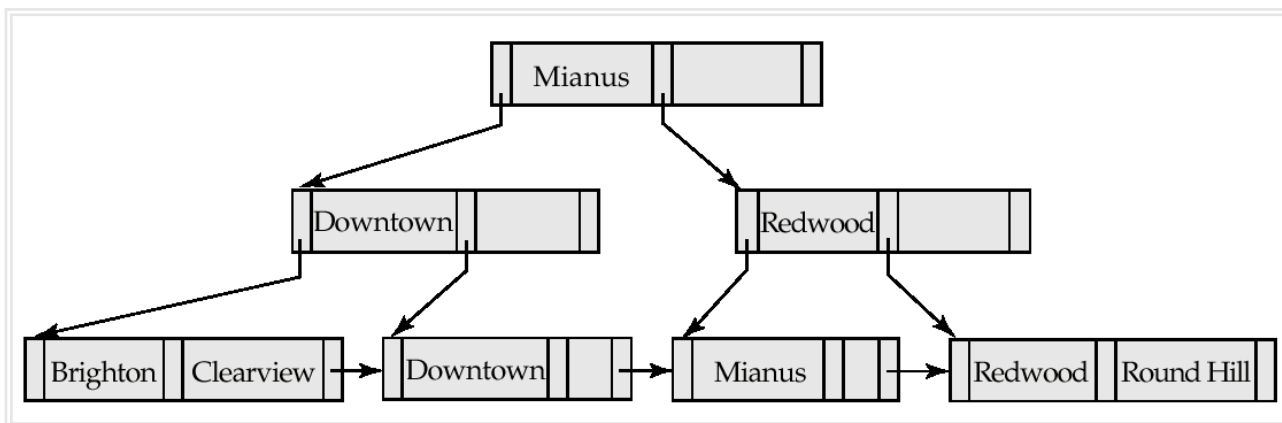 Mianus
Downtown
Redwood
Brighton
Clearview
Downtown
Mianus
Redwood
Round Hill